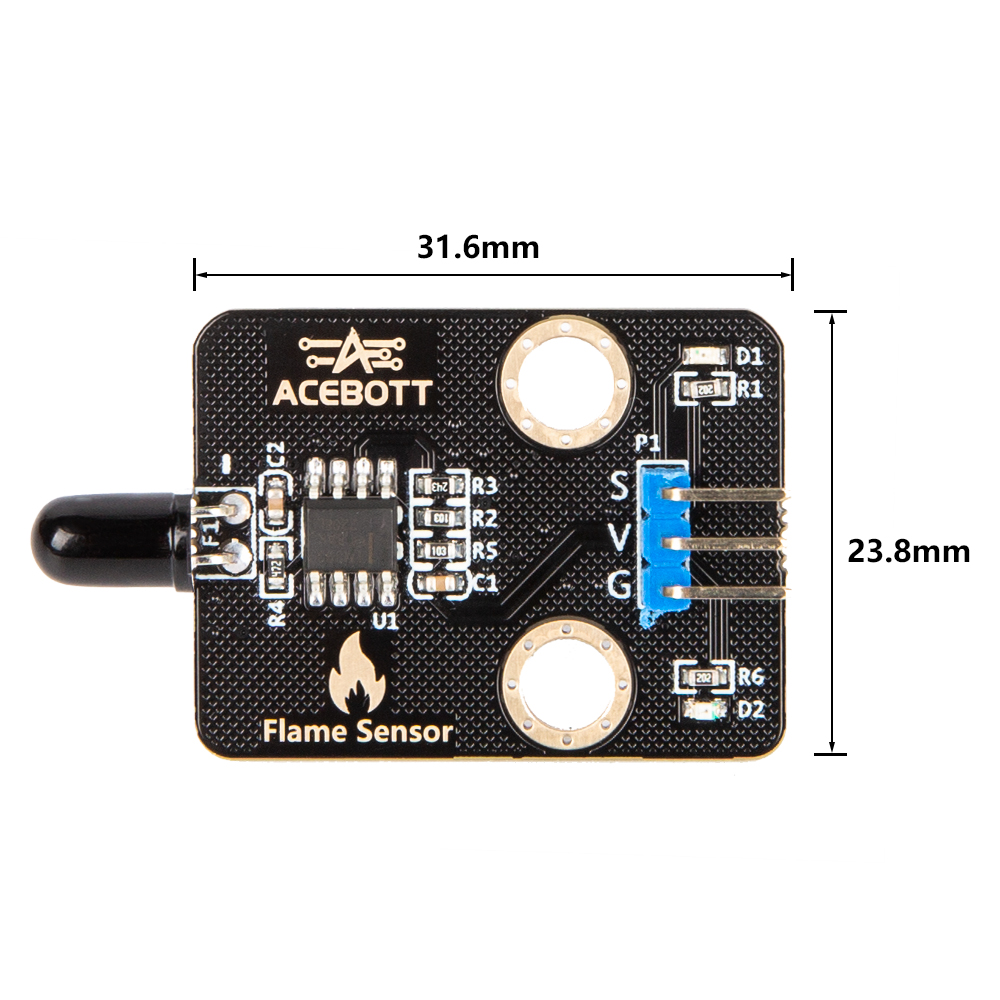 31.6mm
ACEBOTT
D1
202
R1
P1
C2
S
243
R3
F1
103
R2
V
23.8mm
103
R5
472
G
C1
R4
U1
202
R6
D2
Flame Sensor